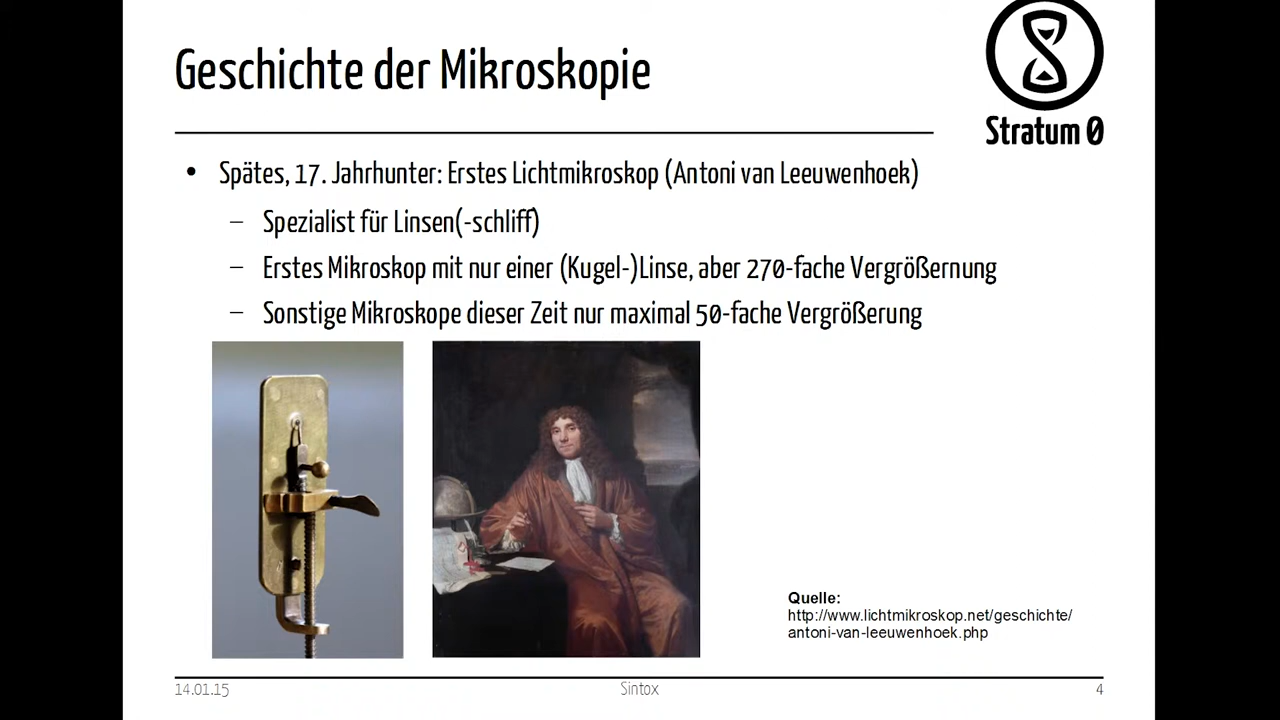 Geschichte der Mikroskopie
Stratum 0
• Spätes, 17. Jahrhunter: Erstes Lichtmikroskop (Antoni van Leeuwenhoek)
– Spezialist für Linsen(-schliff)
– Erstes Mikroskop mit nur einer (Kugel-)Linse, aber 270-fache Vergrößernung
– Sonstige Mikroskope dieser Zeit nur maximal 50-fache Vergrößerung
Quelle:
http://www.lichtmikroskop.net/geschichte/
antoni-van-leeuwenhoek.php
14.01.15 Sintox 4